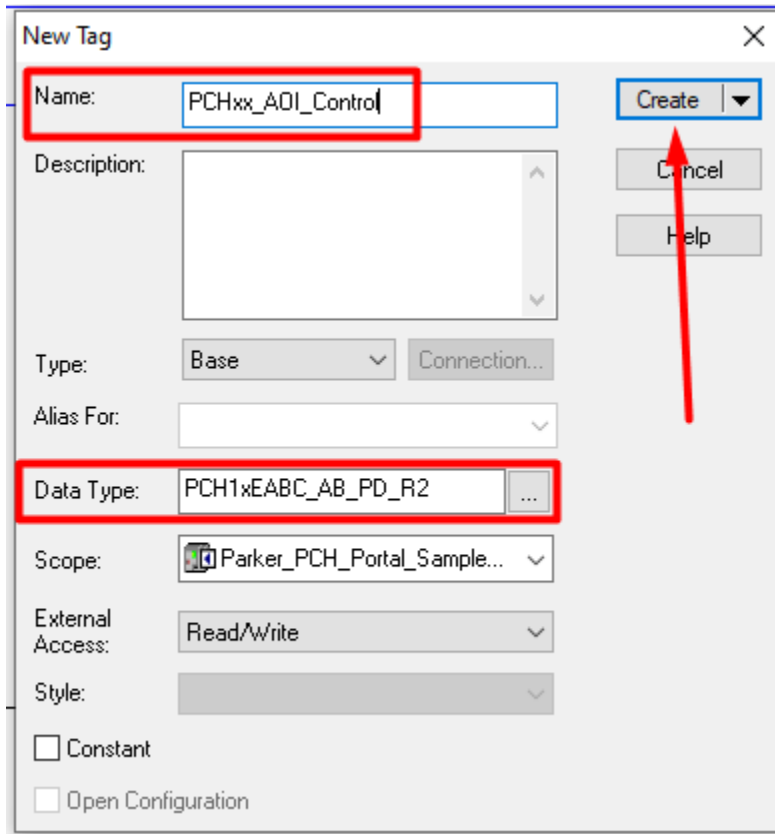 New Tag
Name:
PCHxx_AOI_Control
Create
Description:
Cancel
Help
Type:
Base
Connection...
Alias For:
Data Type:
PCH1xEABC_AB_PD_R2
...
Scope:
Parker_PCH_Portal_Sample...
External
Access:
Read/Write
Style:
Constant
Open Configuration